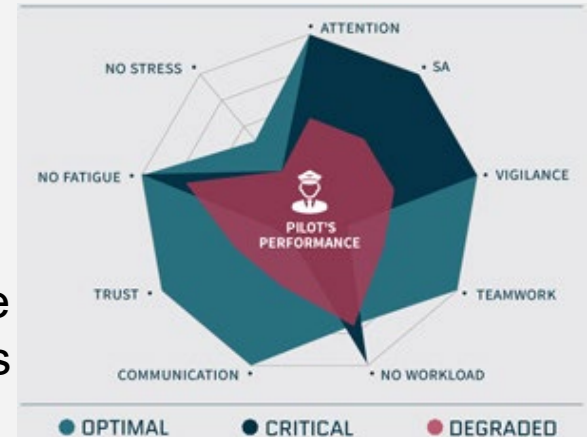 ATTENTION
NO STRESS
SA
NO FATIGUE
VIGILANCE
PILOT'S
PERFORMANCE
TRUST
TEAMWORK
COMMUNICATION
NO WORKLOAD
OPTIMAL CRITICAL DEGRADED